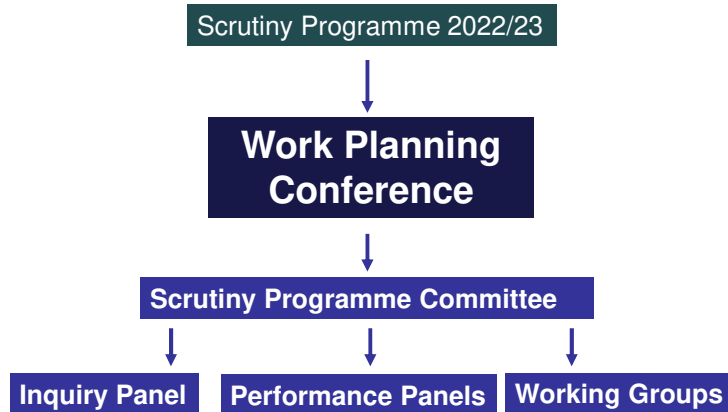 Scrutiny Programme 2022/23
Work Planning
Conference
Scrutiny Programme Committee
Inquiry Panel
Performance Panels
Working Groups